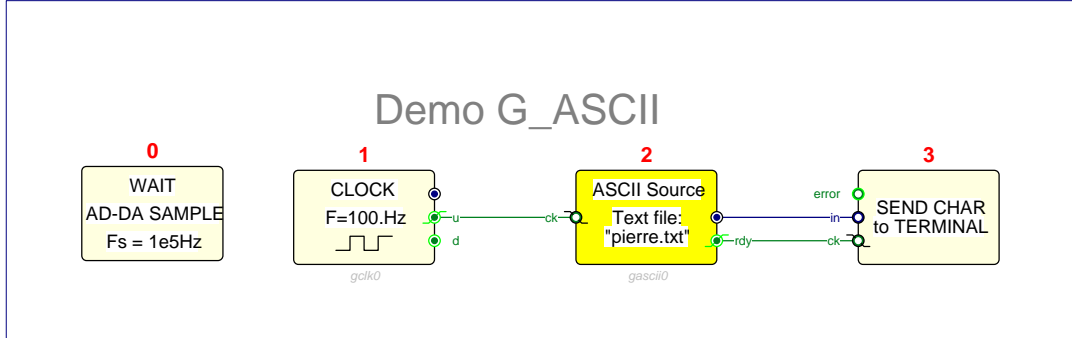 Demo G_ASCII
0
WAIT
AD-DA SAMPLE
Fs = 1e5Hz
1
CLOCK
F=100.Hz
u
d
gclk0
2
ASCII Source
Text file:
"pierre.txt"
ck
rdy
gascii0
3
error
in
ck
SEND CHAR
to TERMINAL